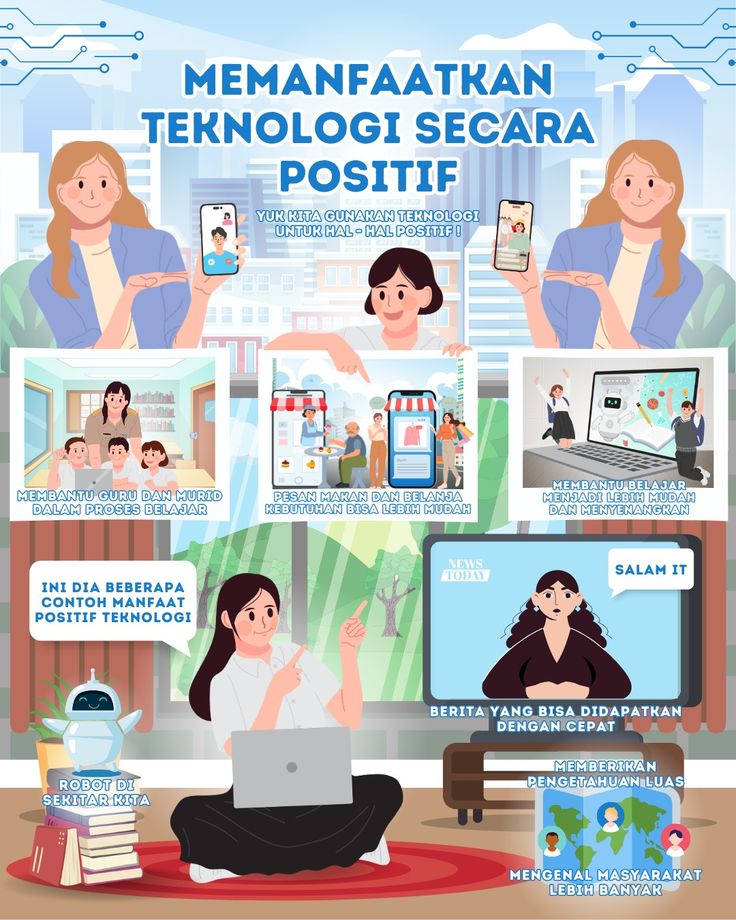 MEMANFAATKAN
TEKNOLOGI SECARA
POSITIF
YUK KITA GUNAKAN TEKNOLOGI
UNTUK HAL - HAL POSITIF !
MEMBANTU GURU DAN MURID
DALAM PROSES BELAJAR
PESAN MAKAN DAN BELANJA
KEBUTUHAN BISA LEBIH MUDAH
MEMBANTU BELAJAR
MENJADI LEBIH MUDAH
DAN MENYENANGKAN
INI DIA BEBERAPA
CONTOH MANFAAT
POSITIF TEKNOLOGI
NEWS
TODAY
SALAM IT
BERITA YANG BISA DIDAPATKAN
DENGAN CEPAT
ROBOT DI
SEKITAR KITA
MEMBERIKAN
PENGETAHUAN LUAS
MENGENAL MASYARAKAT
LEBIH BANYAK